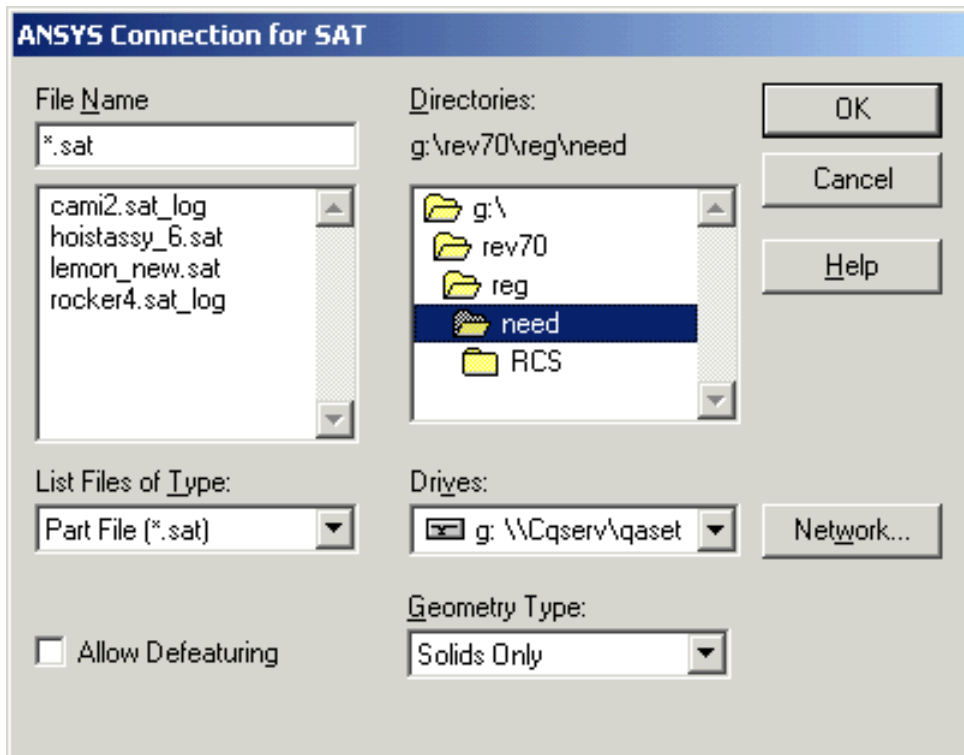 ANSYS Connection for SAT
File Name
*.sat
cami2.sat_log
hoistassy_6.sat
lemon_new.sat
rocker4.sat_log
List Files of Type:
Part File (*.sat)
Allow Defeaturing
Directories:
g:\rev70\reg\need
g:\
rev70
reg
need
RCS
Drives:
g: \\Cqserv\qaset
Geometry Type:
Solids Only
OK
Cancel
Help
Network...